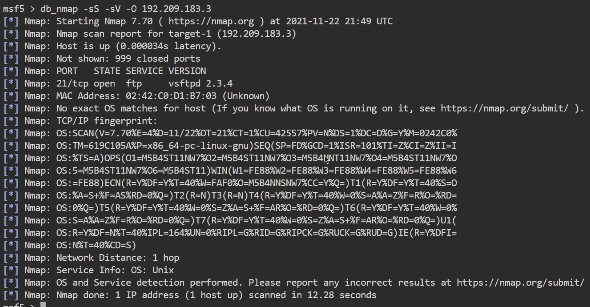 msf5 > db_nmap -sS -sV -O 192.209.183.3
[*] Nmap: Starting Nmap 7.70 ( https://nmap.org ) at 2021-11-22 21:49 UTC
[*] Nmap: Nmap scan report for target-1 (192.209.183.3)
[*] Nmap: Host is up (0.000034s latency).
[*] Nmap: Not shown: 999 closed ports
[*] Nmap: PORT   STATE SERVICE VERSION
[*] Nmap: 21/tcp open  ftp     vsftpd 2.3.4
[*] Nmap: MAC Address: 02:42:C0:D1:B7:03 (Unknown)
[*] Nmap: No exact OS matches for host (If you know what OS is running on it, see https://nmap.org/submit/ ).
[*] Nmap: TCP/IP fingerprint:
[*] Nmap: OS:SCAN(V=7.70%E=4%D=11/22%OT=21%CT=1%CU=42557%PV=N%DS=1%DC=D%G=Y%M=0242C0%
[*] Nmap: OS:TM=619C105A%P=x86_64-pc-linux-gnu)SEQ(SP=FD%GCD=1%ISR=101%TI=Z%CI=Z%II=I
[*] Nmap: OS:%TS=A)OPS(O1=M5B4ST11NW7%O2=M5B4ST11NW7%O3=M5B4NNT11NW7%O4=M5B4ST11NW7%O
[*] Nmap: OS:5=M5B4ST11NW7%O6=M5B4ST11)WIN(W1=FE88%W2=FE88%W3=FE88%W4=FE88%W5=FE88%W6
[*] Nmap: OS:=FE88)ECN(R=Y%DF=Y%T=40%W=FAF0%O=M5B4NNSNW7%CC=Y%Q=)T1(R=Y%DF=Y%T=40%S=O
[*] Nmap: OS:%A=S+%F=AS%RD=0%Q=)T2(R=N)T3(R=N)T4(R=Y%DF=Y%T=40%W=0%S=A%A=Z%F=R%O=%RD=
[*] Nmap: OS:0%Q=)T5(R=Y%DF=Y%T=40%W=0%S=Z%A=S+%F=AR%O=%RD=0%Q=)T6(R=Y%DF=Y%T=40%W=0%
[*] Nmap: OS:S=A%A=Z%F=R%O=%RD=0%Q=)T7(R=Y%DF=Y%T=40%W=0%S=Z%A=S+%F=AR%O=%RD=0%Q=)U1(
[*] Nmap: OS:R=Y%DF=N%T=40%IPL=164%UN=0%RIPL=G%RID=G%RIPCK=G%RUCK=G%RUD=G)IE(R=Y%DFI=
[*] Nmap: OS:N%T=40%CD=S)
[*] Nmap: Network Distance: 1 hop
[*] Nmap: Service Info: OS: Unix
[*] Nmap: OS and Service detection performed. Please report any incorrect results at https://nmap.org/submit/
[*] Nmap: Nmap done: 1 IP address (1 host up) scanned in 12.28 seconds
msf5 >